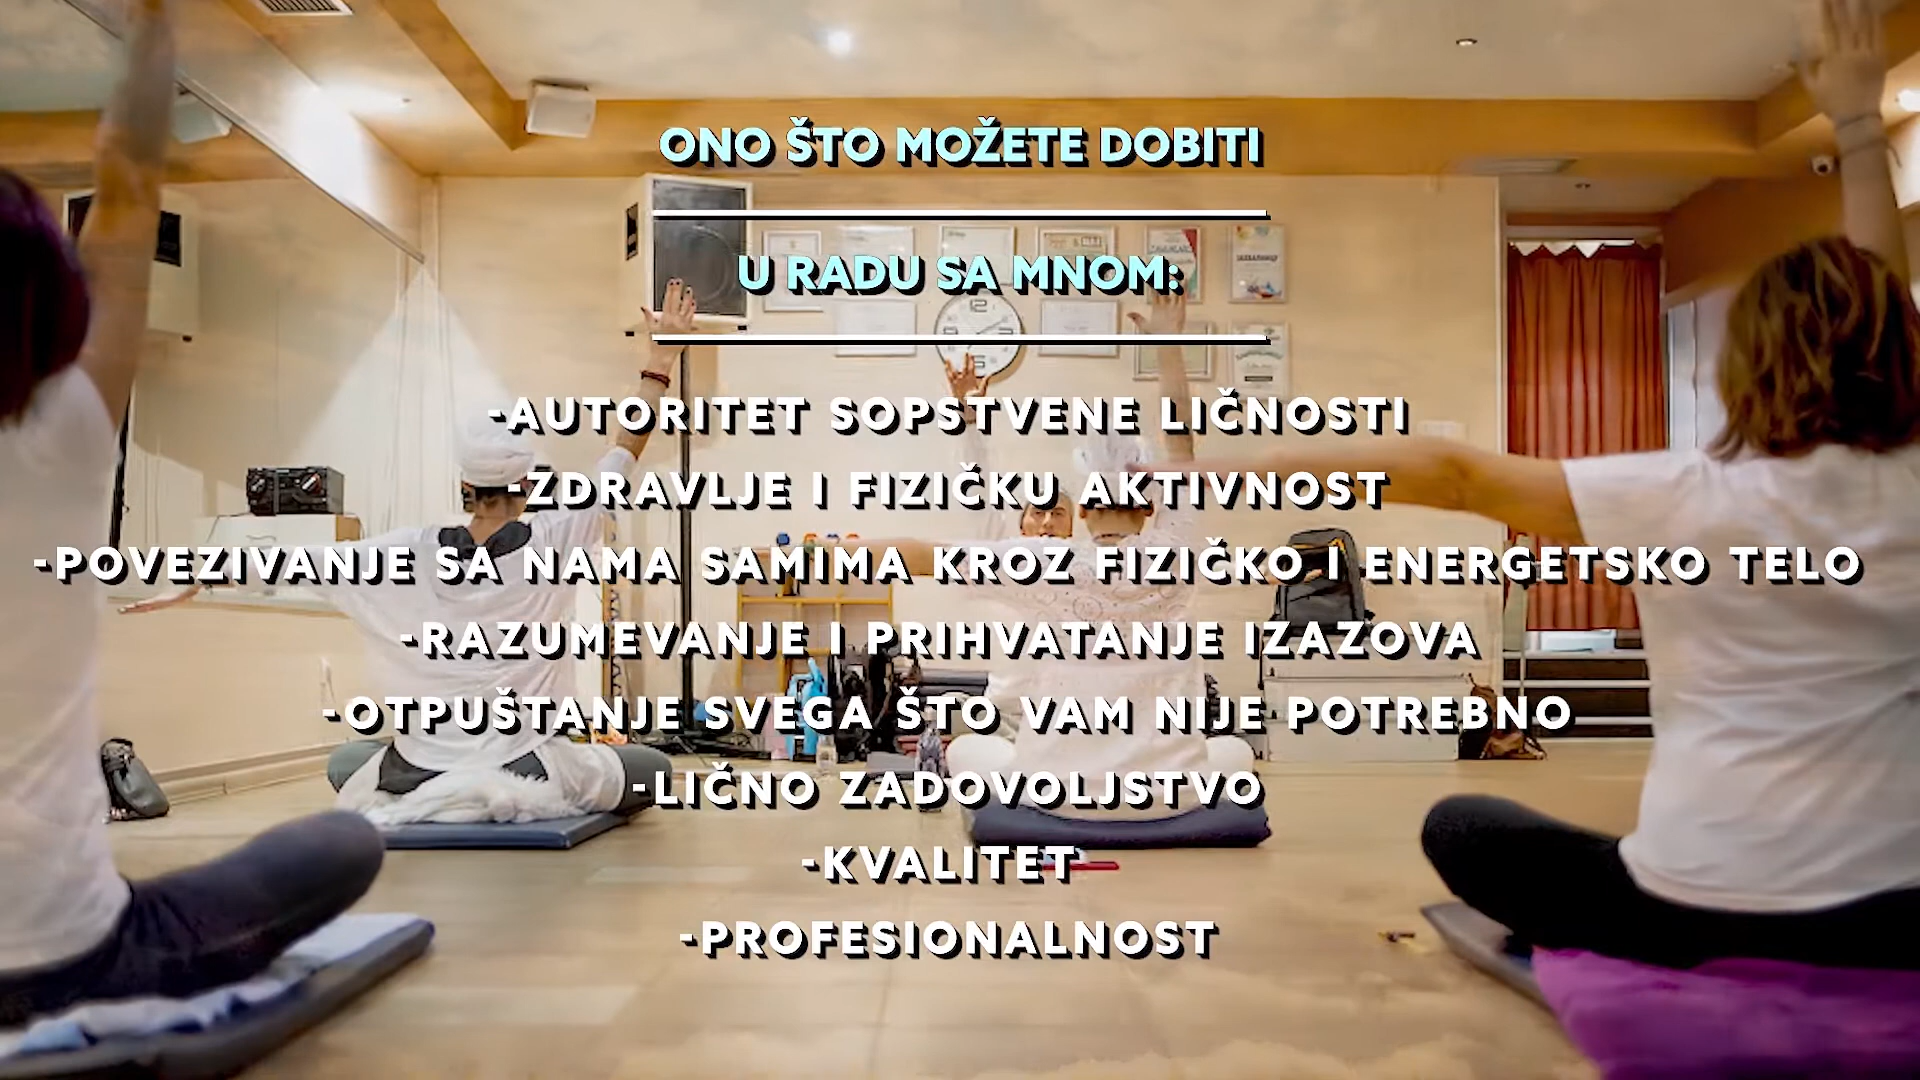 ONO ŠTO MOŽETE DOBITI
U RADU SA MNOM:
-AUTORITET SOPSTVENE LIČNOSTI
-ZDRAVLJE I FIZIČKU AKTIVNOST
-POVEZIVANJE SA NAMA SAMIMA KROZ FIZIČKO I ENERGETSKO TELO
-RAZUMEVANJE I PRIHVATANJE IZAZOVA
-OTPUŠTANJE SVEGA ŠTO VAM NIJE POTREBNO
-LIČNO ZADOVOLJSTVO
-KVALITET
-PROFESIONALNOST